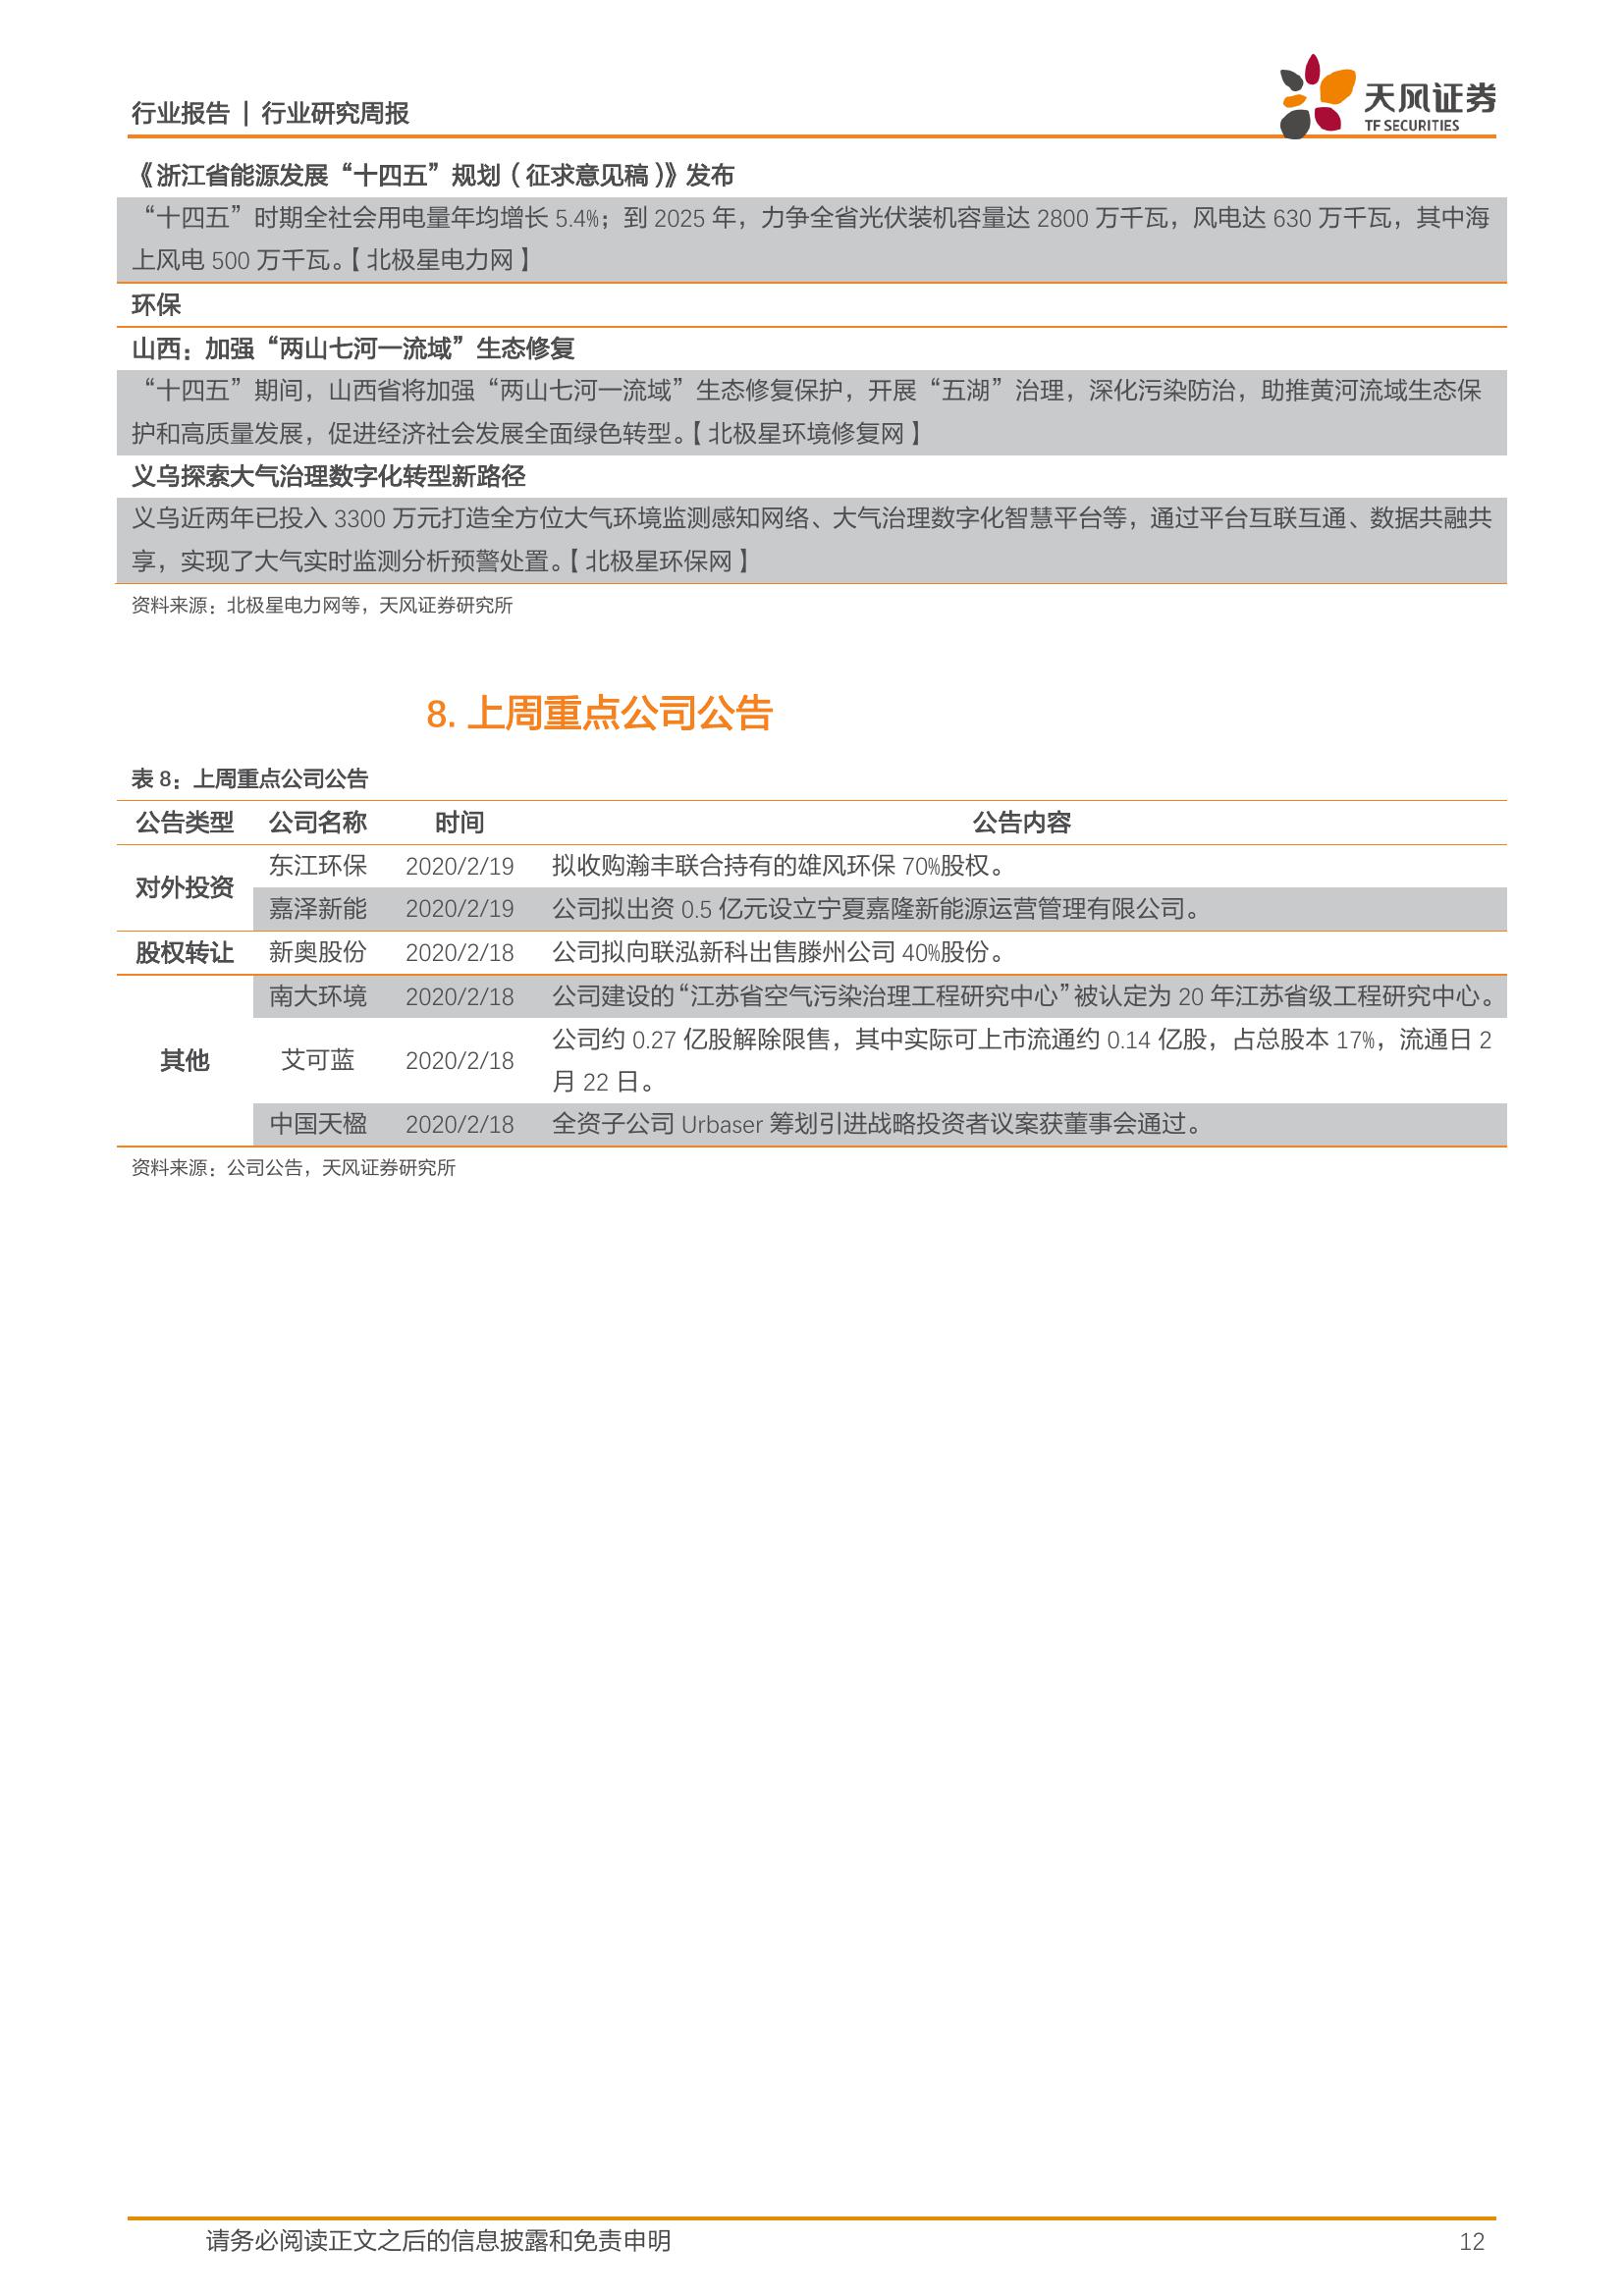 行业报告 | 行业研究周报
天风证券
TF SECURITIES
《浙江省能源发展“十四五”规划(征求意见稿)》发布
“十四五”时期全社会用电量年均增长 5.4%；到 2025 年，力争全省光伏装机容量达 2800 万千瓦，风电达 630 万千瓦，其中海
上风电 500 万千瓦。【北极星电力网】
环保
山西：加强“两山七河一流域”生态修复
“十四五”期间，山西省将加强“两山七河一流域”生态修复保护，开展“五湖”治理，深化污染防治，助推黄河流域生态保
护和高质量发展，促进经济社会发展全面绿色转型。【北极星环境修复网】
义乌探索大气治理数字化转型新路径
义乌近两年已投入 3300 万元打造全方位大气环境监测感知网络、大气治理数字化智慧平台等，通过平台互联互通、数据共融共
享，实现了大气实时监测分析预警处置。【北极星环保网】
资料来源：北极星电力网等，天风证券研究所
8. 上周重点公司公告
表 8：上周重点公司公告
公告类型 公司名称 时间 公告内容
对外投资 东江环保 2020/2/19 拟收购瀚丰联合持有的雄风环保 70%股权。
嘉泽新能 2020/2/19 公司拟出资 0.5 亿元设立宁夏嘉隆新能源运营管理有限公司。
股权转让 新奥股份 2020/2/18 公司拟向联泓新科出售滕州公司 40%股份。
南大环境 2020/2/18 公司建设的“江苏省空气污染治理工程研究中心”被认定为 20 年江苏省级工程研究中心。
其他 艾可蓝 2020/2/18 公司约 0.27 亿股解除限售，其中实际可上市流通约 0.14 亿股，占总股本 17%，流通日 2
月 22 日。
中国天楹 2020/2/18 全资子公司 Urbaser 筹划引进战略投资者议案获董事会通过。
资料来源：公司公告，天风证券研究所
请务必阅读正文之后的信息披露和免责申明 12